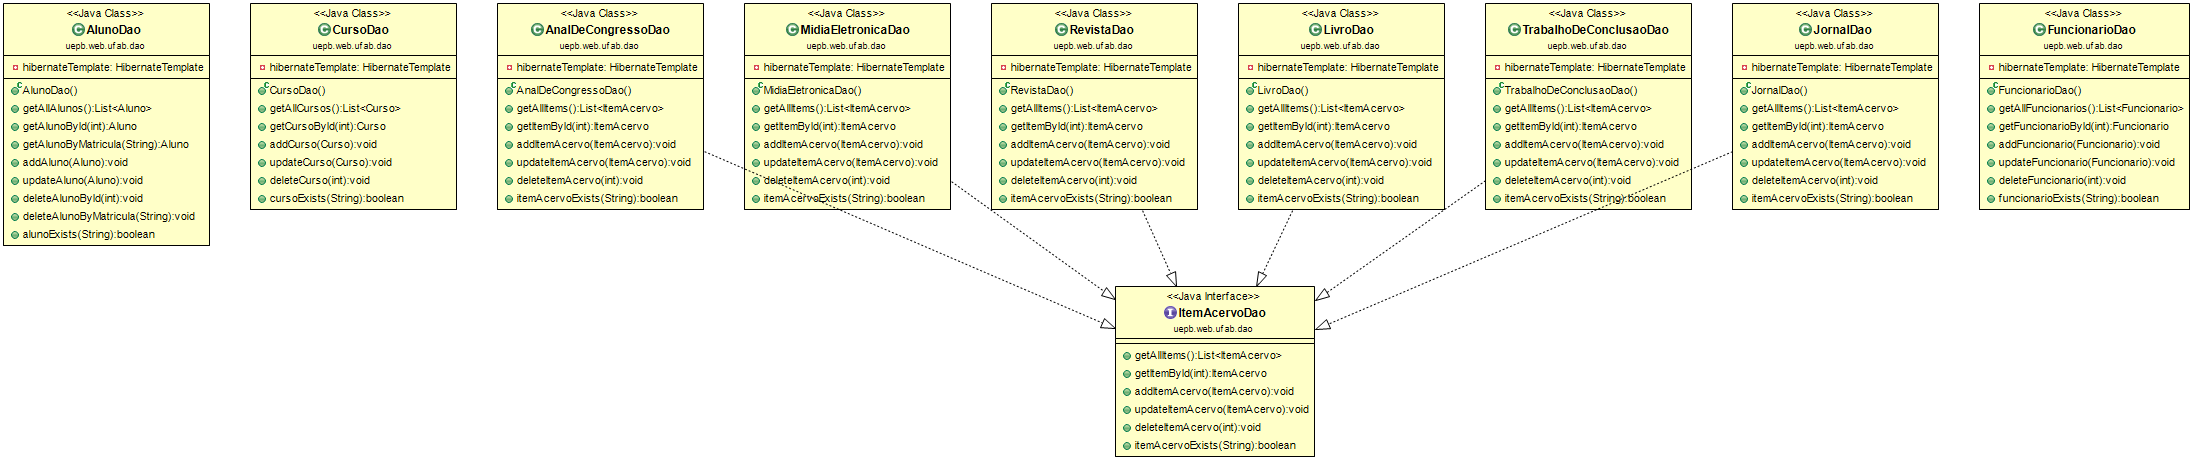 <<Java Class>>
AlunoDao
uepb.web.ufab.dao
hibernateTemplate: HibernateTemplate
AlunoDao()
getAllAlunos():List<Aluno>
getAlunoById(int):Aluno
getAlunoByMatricula(String):Aluno
addAluno(Aluno):void
updateAluno(Aluno):void
deleteAlunoById(int):void
deleteAlunoByMatricula(String):void
alunoExists(String):boolean
<<Java Class>>
CursoDao
uepb.web.ufab.dao
hibernateTemplate: HibernateTemplate
CursoDao()
getAllCursos():List<Curso>
getCursoById(int):Curso
addCurso(Curso):void
updateCurso(Curso):void
deleteCurso(int):void
cursoExists(String):boolean
<<Java Class>>
AnalDeCongressoDao
uepb.web.ufab.dao
hibernateTemplate: HibernateTemplate
AnalDeCongressoDao()
getAllItems():List<ItemAcervo>
getItemById(int):ItemAcervo
addItemAcervo(ItemAcervo):void
updateItemAcervo(ItemAcervo):void
deleteItemAcervo(int):void
itemAcervoExists(String):boolean
<<Java Class>>
MidiaEletronicaDao
uepb.web.ufab.dao
hibernateTemplate: HibernateTemplate
MidiaEletronicaDao()
getAllItems():List<ItemAcervo>
getItemById(int):ItemAcervo
addItemAcervo(ItemAcervo):void
updateItemAcervo(ItemAcervo):void
deleteItemAcervo(int):void
itemAcervoExists(String):boolean
<<Java Class>>
RevistaDao
uepb.web.ufab.dao
hibernateTemplate: HibernateTemplate
RevistaDao()
getAllItems():List<ItemAcervo>
getItemById(int):ItemAcervo
addItemAcervo(ItemAcervo):void
updateItemAcervo(ItemAcervo):void
deleteItemAcervo(int):void
itemAcervoExists(String):boolean
<<Java Class>>
LivroDao
uepb.web.ufab.dao
hibernateTemplate: HibernateTemplate
LivroDao()
getAllItems():List<ItemAcervo>
getItemById(int):ItemAcervo
addItemAcervo(ItemAcervo):void
updateItemAcervo(ItemAcervo):void
deleteItemAcervo(int):void
itemAcervoExists(String):boolean
<<Java Class>>
TrabalhoDeConclusaoDao
uepb.web.ufab.dao
hibernateTemplate: HibernateTemplate
TrabalhoDeConclusaoDao()
getAllItems():List<ItemAcervo>
getItemById(int):ItemAcervo
addItemAcervo(ItemAcervo):void
updateItemAcervo(ItemAcervo):void
deleteItemAcervo(int):void
itemAcervoExists(String):boolean
<<Java Class>>
JornalDao
uepb.web.ufab.dao
hibernateTemplate: HibernateTemplate
JornalDao()
getAllItems():List<ItemAcervo>
getItemById(int):ItemAcervo
addItemAcervo(ItemAcervo):void
updateItemAcervo(ItemAcervo):void
deleteItemAcervo(int):void
itemAcervoExists(String):boolean
<<Java Class>>
FuncionarioDao
uepb.web.ufab.dao
hibernateTemplate: HibernateTemplate
FuncionarioDao()
getAllFuncionarios():List<Funcionario>
getFuncionarioById(int):Funcionario
addFuncionario(Funcionario):void
updateFuncionario(Funcionario):void
deleteFuncionario(int):void
funcionarioExists(String):boolean
<<Java Interface>>
ItemAcervoDao
uepb.web.ufab.dao
getAllItems():List<ItemAcervo>
getItemById(int):ItemAcervo
addItemAcervo(ItemAcervo):void
updateItemAcervo(ItemAcervo):void
deleteItemAcervo(int):void
itemAcervoExists(String):boolean